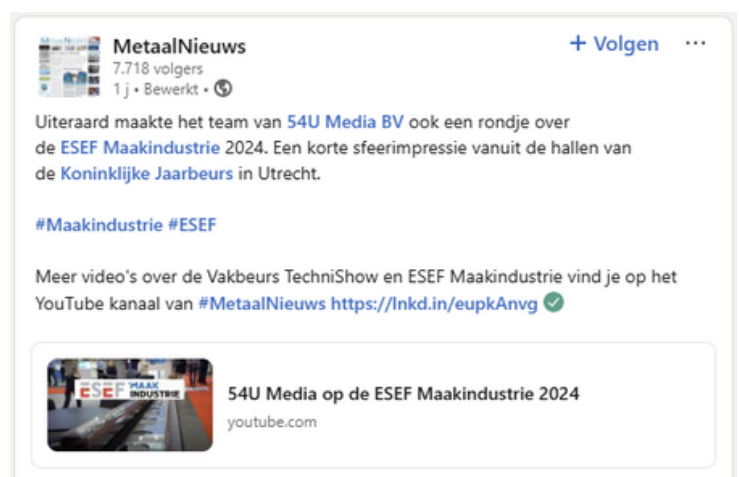 MetaalNieuws
+ Volgen ...
7.718 volgers
1 j • Bewerkt •
Uiteraard maakte het team van 54U Media BV ook een rondje over
de ESEF Maakindustrie 2024. Een korte sfeerimpressie vanuit de hallen van
de Koninklijke Jaarbeurs in Utrecht.
#Maakindustrie #ESEF
Meer video's over de Vakbeurs TechniShow en ESEF Maakindustrie vind je op het
YouTube kanaal van #MetaalNieuws https://lnkd.in/eupkAnvg
ESEF MAAK
INDUSTRIE
54U Media op de ESEF Maakindustrie 2024
youtube.com